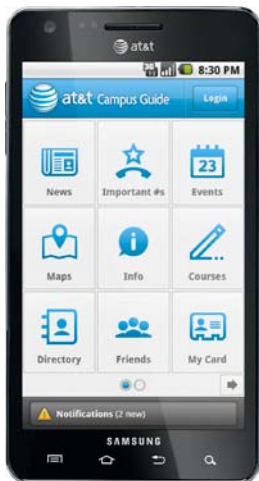 at&t
3G 8:30 PM
at&t Campus Guide Login
News Important #s Events
23
Maps Info Courses
Directory Friends My Card
Notifications (2 new)
SAMSUNG